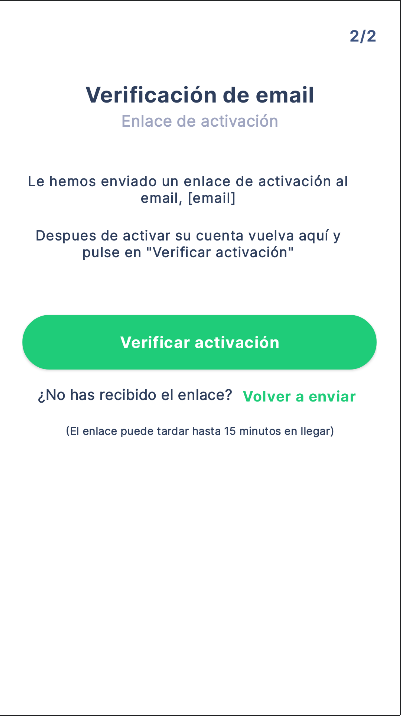 2/2
Verificación de email
Enlace de activación
Le hemos enviado un enlace de activación al
email, [email]
Despues de activar su cuenta vuelva aquí y
pulse en "Verificar activación"
Verificar activación
¿No has recibido el enlace? Volver a enviar
(El enlace puede tardar hasta 15 minutos en llegar)